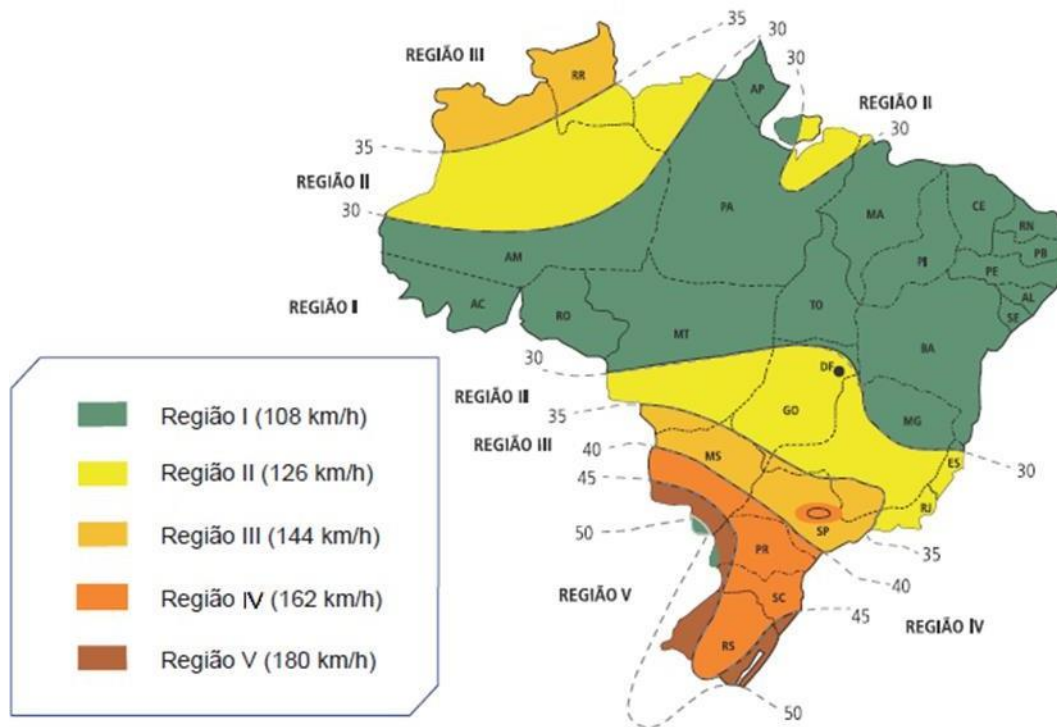 35
30
REGIÃO III
30
RR
AP
REGIÃO II
30
35
REGIÃO II
30
PA
MA
CE
RN
PB
PI
PE
AL
SE
AM
REGIÃO I
AC
RO
MT
TO
BA
30
DF
REGIÃO II
35
GO
MG
REGIÃO III
40
MS
ES
30
45
RJ
SP
35
50
PR
40
REGIÃO V
SC
45
REGIÃO IV
RS
50
Região I (108 km/h)
Região II (126 km/h)
Região III (144 km/h)
Região IV (162 km/h)
Região V (180 km/h)